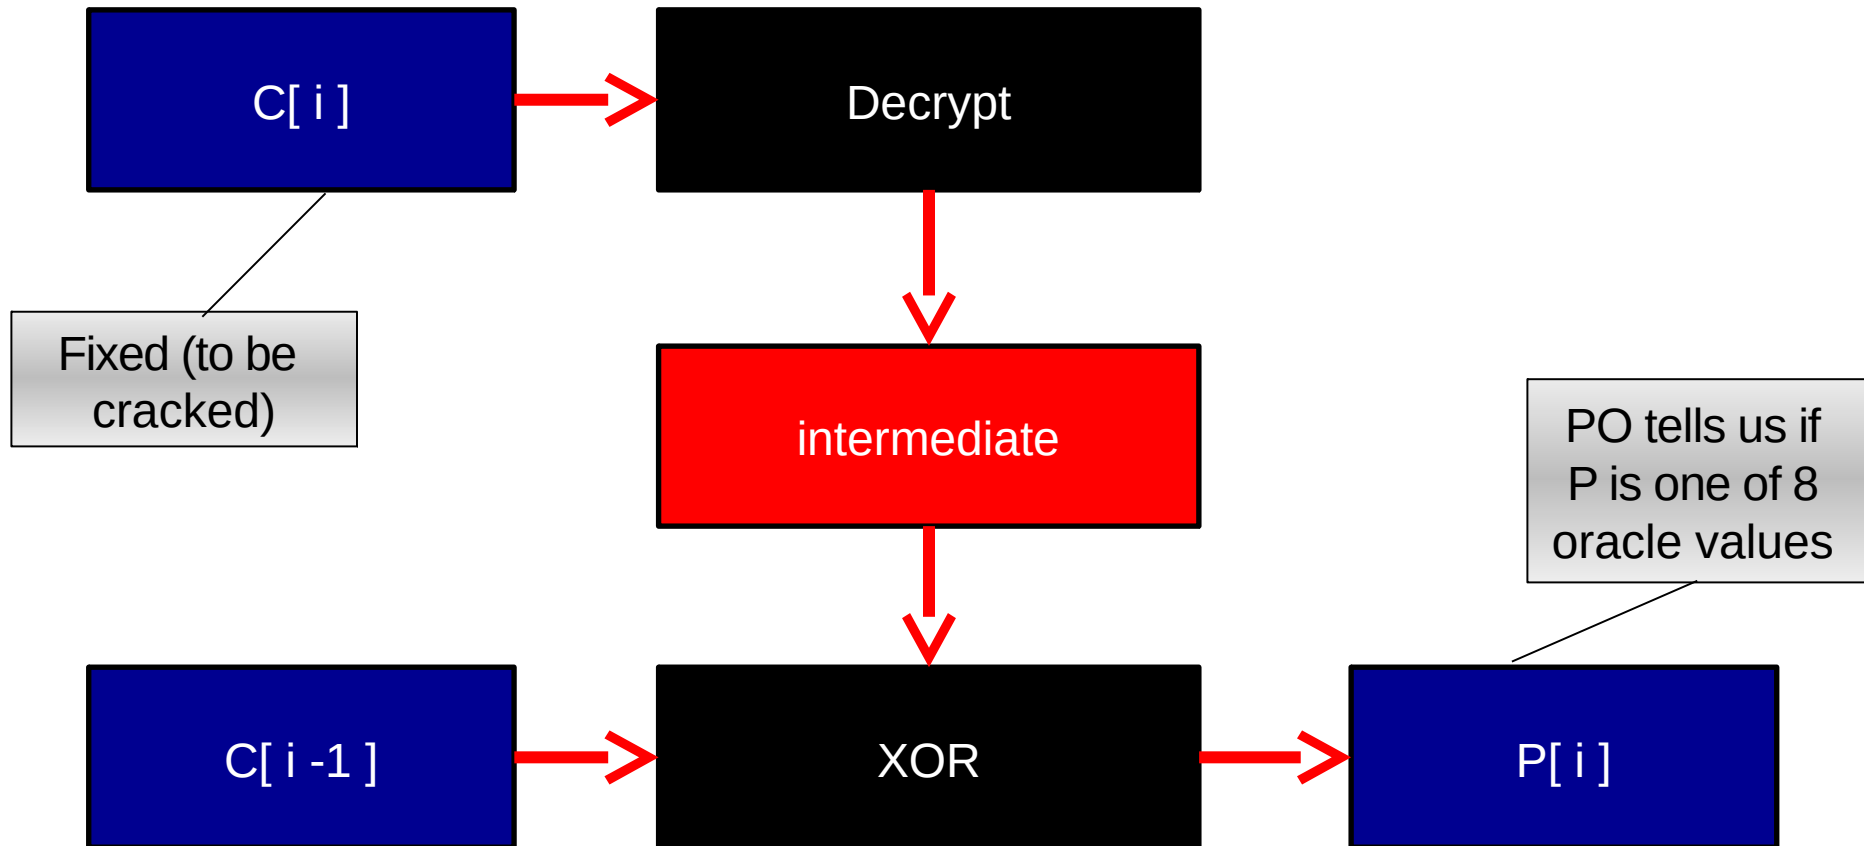 C[ i ]
Decrypt
Fixed (to be
cracked)
intermediate
PO tells us if
P is one of 8
oracle values
C[ i -1 ]
XOR
P[ i ]